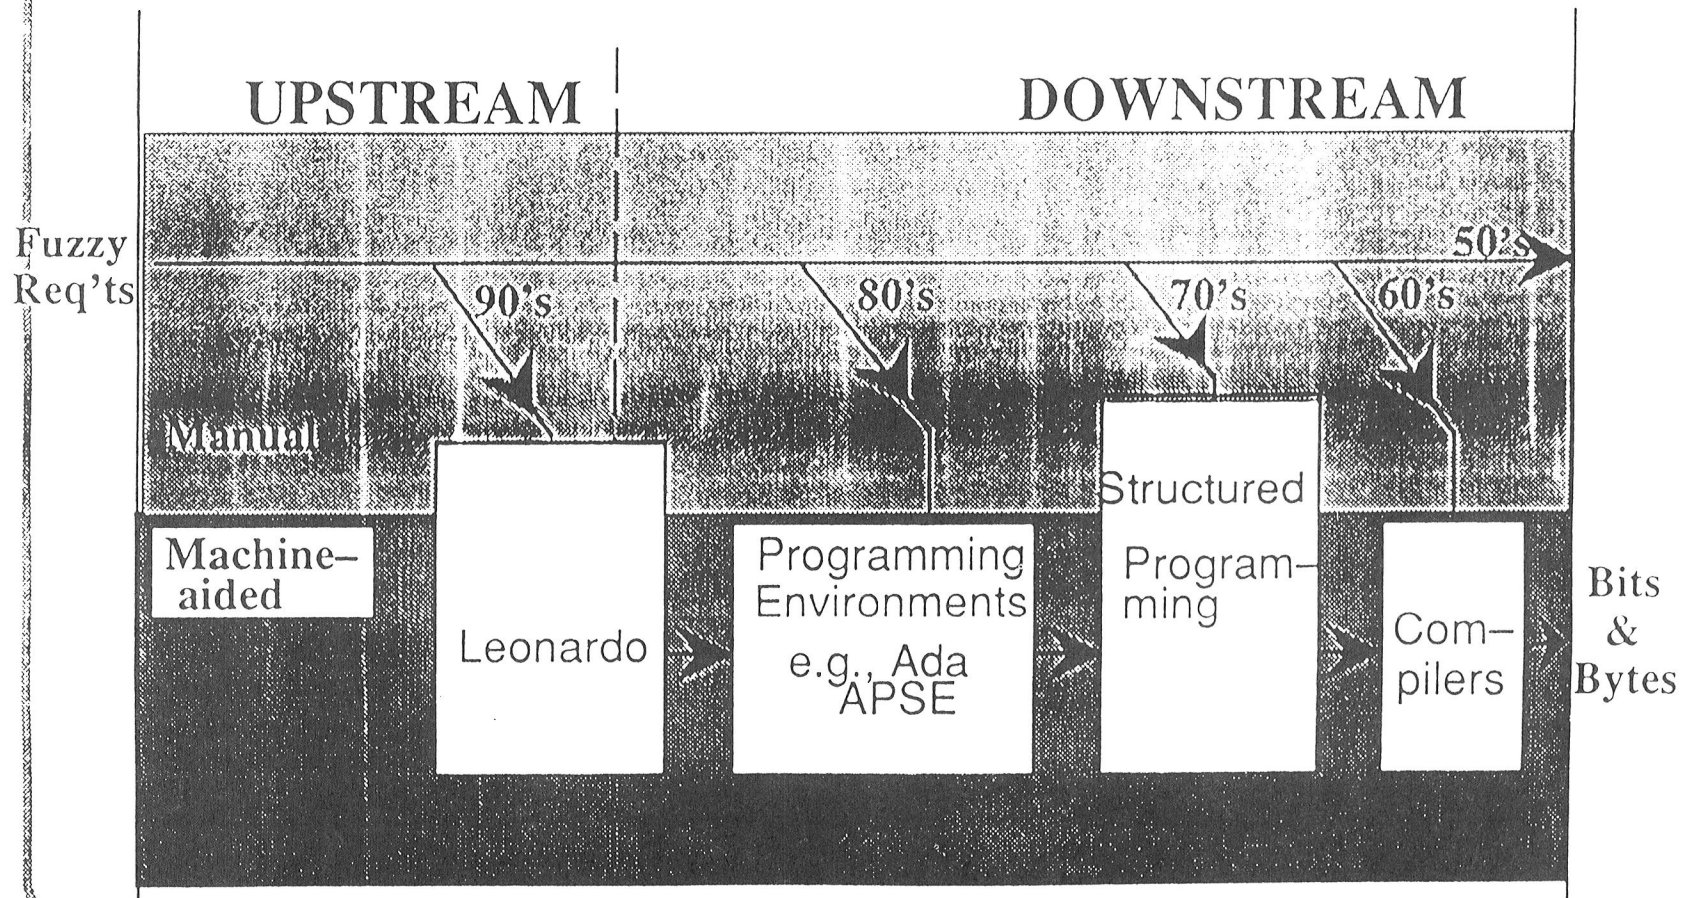 UPSTREAM
DOWNSTREAM
Fuzzy
Req'ts
50's
90's
80's
70's
60's
Manual
Machine–
aided
Leonardo
Programming
Environments
e.g., Ada
APSE
Structured
Program–
ming
Com–
pilers
Bits
&
Bytes